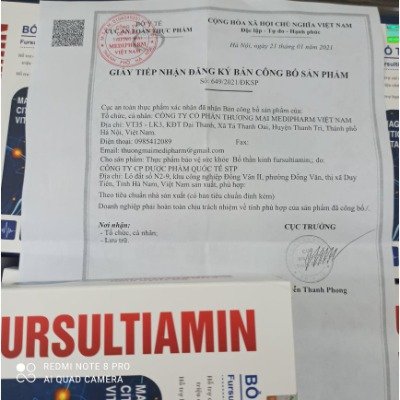 BỘ Y TẾ
CỤC AN TOÀN THỰC PHẨM
CỘNG HÒA XÃ HỘI CHỦ NGHĨA VIỆT NAM
Độc lập - Tự do - Hạnh phúc
Hà Nội, ngày 21 tháng 01 năm 2021
GIẤY TIẾP NHẬN ĐĂNG KÝ BẢN CÔNG BỐ SẢN PHẨM
Số: 649/2021/ĐKSP
Cục an toàn thực phẩm xác nhận đã nhận Bản công bố sản phẩm của:
Tổ chức, cá nhân: CÔNG TY CỔ PHẦN THƯƠNG MẠI MEDIPHARM VIỆT NAM
Địa chỉ: VT35 - LK3, KĐT Đại Thanh, Xã Tả Thanh Oai, Huyện Thanh Trì, Thành phố
Hà Nội, Việt Nam.
Điện thoại: 0985412089
Email: thuongmaimedipharm@gmail.com
Cho sản phẩm: Thực phẩm bảo vệ sức khỏe Bổ thần kinh fursultiamin,. do.
CÔNG TY CP DƯỢC PHẨM QUỐC TẾ STP
Địa chỉ: Lô đất số N2-9, khu công nghiệp Đồng Văn II, phường Đồng Văn, thị xã Duy
Tiên, Tỉnh Hà Nam, Việt Nam sản xuất, phù hợp:
Theo tiêu chuẩn nhà sản xuất (có bản tiêu chuẩn đính kèm)
Doanh nghiệp phải hoàn toàn chịu trách nhiệm về tính phù hợp của sản phẩm đã công bố./.
Nơi nhận:
- Tổ chức, cá nhân;
- Lưu trữ.
CỤC TRƯỞNG
Thanh Phong
URSULTIAMIN
REDMI NOTE 8 PRO
AI QUAD CAMERA
BỔ
Fursu
Hỗ trợ
MA
CIT
VIT